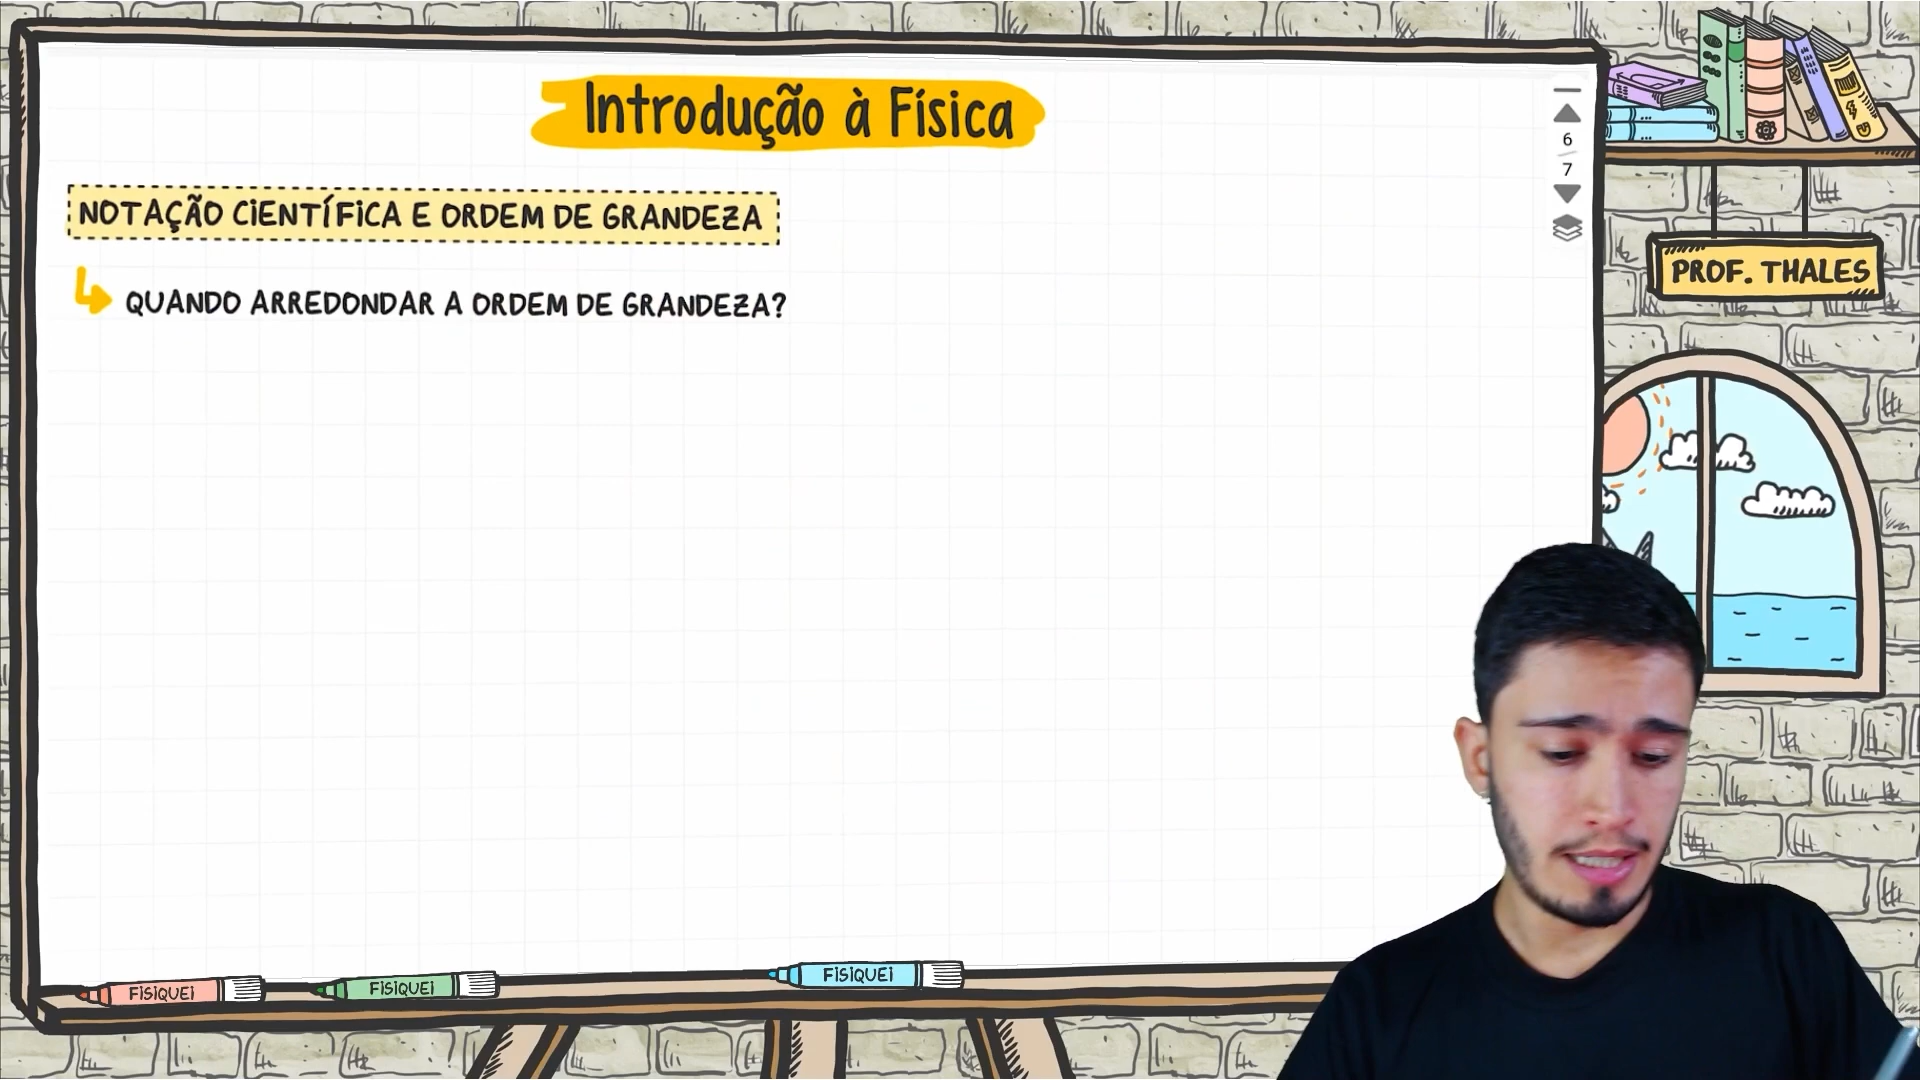 Introdução à Física
6
7
NOTAÇÃO CIENTÍFICA E ORDEM DE GRANDEZA
PROF. THALES
QUANDO ARREDONDAR A ORDEM DE GRANDEZA?
FISIQUEI
FISIQUEI
FISIQUEI